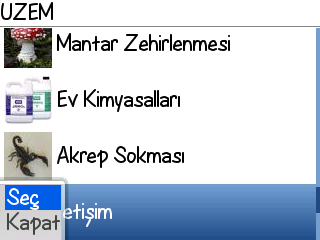 UZEM
Mantar Zehirlenmesi
Ev Kimyasalları
Akrep Sokması
Seç
etişim
Kapat